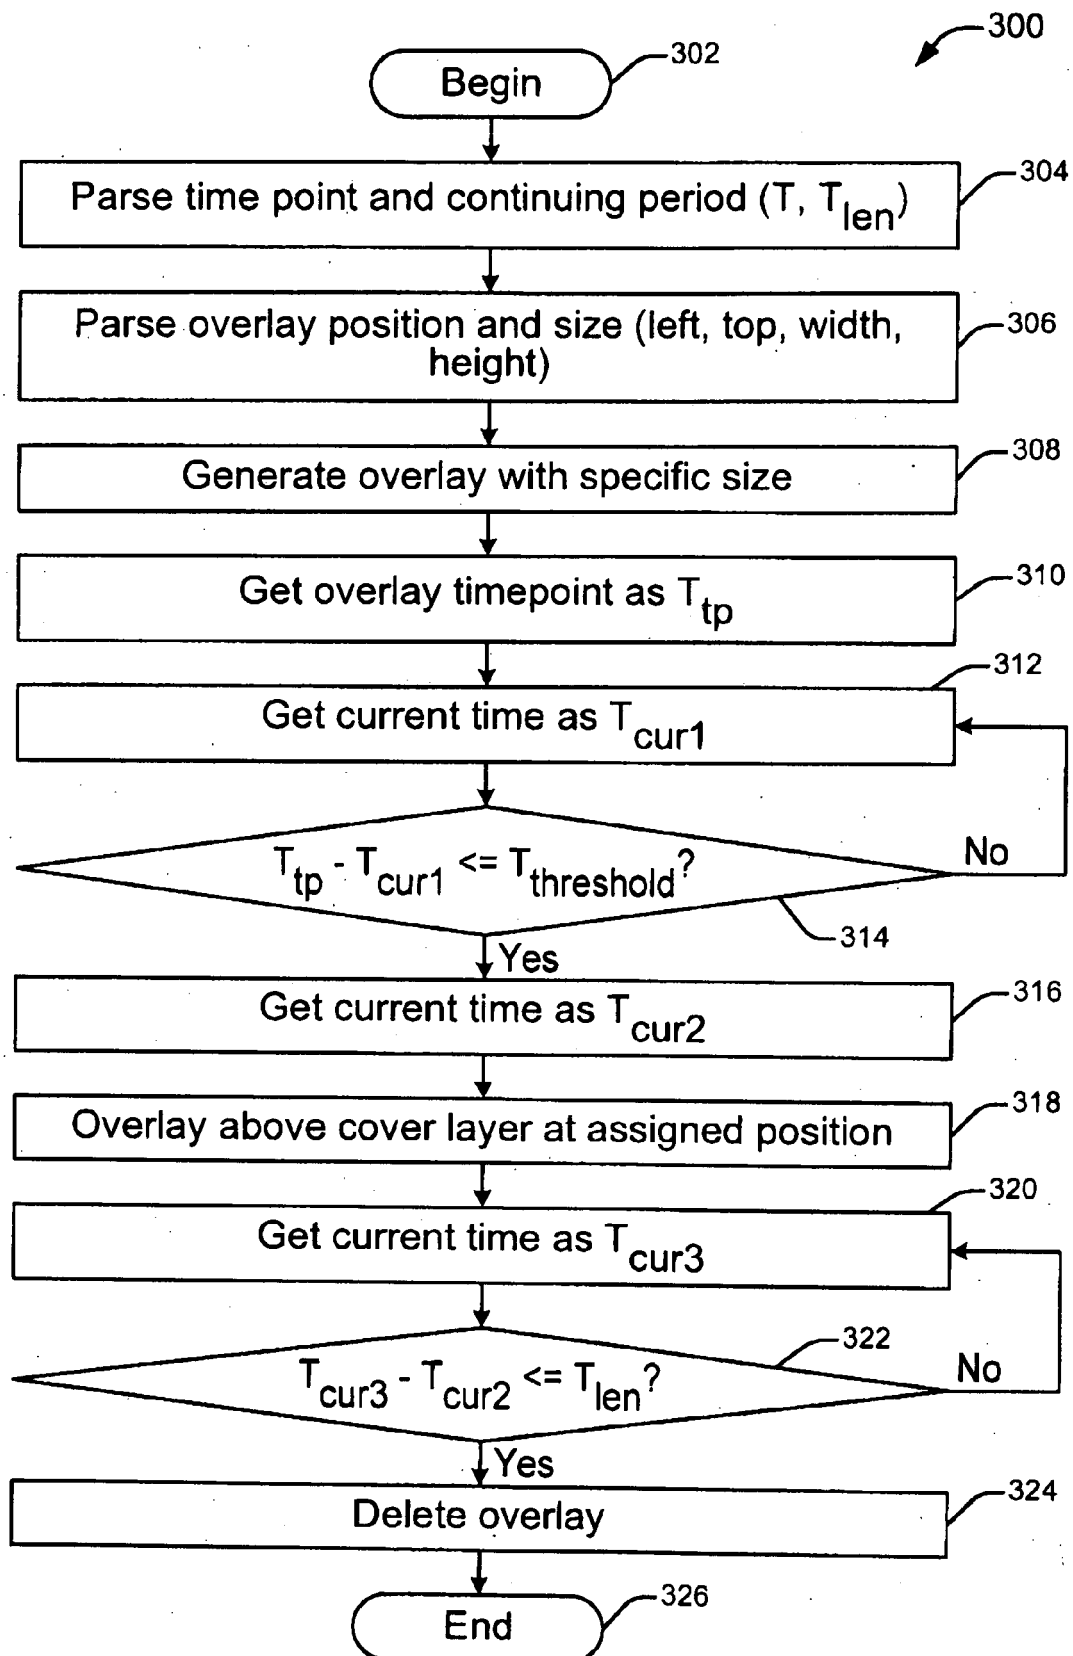 300
Begin
302
Parse time point and continuing period (T, Tlen)
304
Parse overlay position and size (left, top, width,
height)
306
Generate overlay with specific size
308
Get overlay timepoint as Ttp
310
312
Get current time as Tcur1
Ttp - Tcur1 <= Tthreshold?
No
314
Yes
Get current time as Tcur2
316
Overlay above cover layer at assigned position
318
320
Get current time as Tcur3
322
Tcur3 - Tcur2 <= Tlen?
No
Yes
Delete overlay
324
End
326